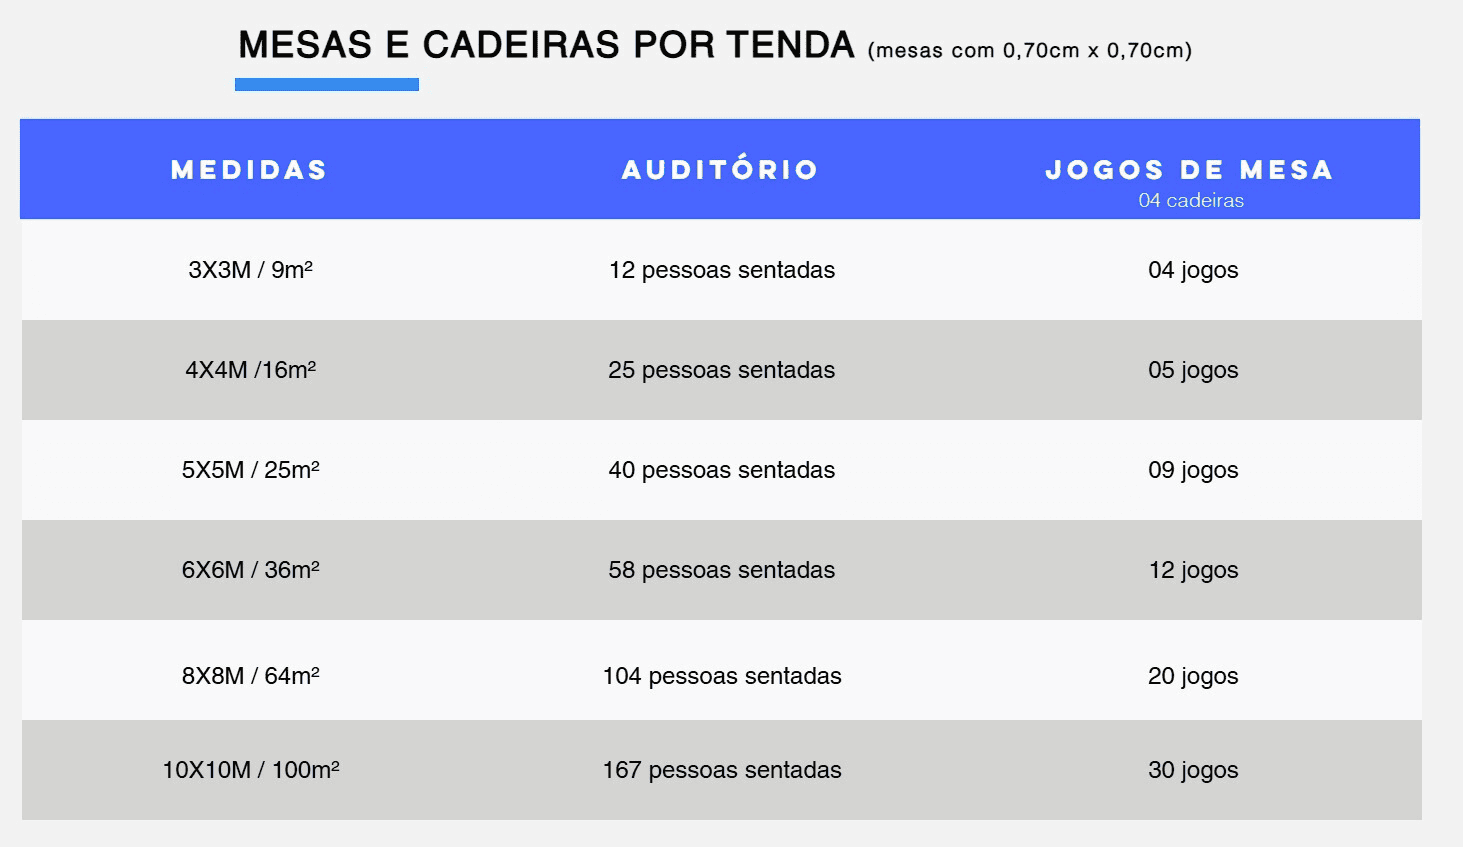 MESAS E CADEIRAS POR TENDA (mesas com 0,70cm x 0,70cm)
MEDIDAS AUDITÓRIO JOGOS DE MESA
04 cadeiras
3X3M / 9m² 12 pessoas sentadas 04 jogos
4X4M /16m² 25 pessoas sentadas 05 jogos
5X5M / 25m² 40 pessoas sentadas 09 jogos
6X6M / 36m² 58 pessoas sentadas 12 jogos
8X8M / 64m² 104 pessoas sentadas 20 jogos
10X10M / 100m² 167 pessoas sentadas 30 jogos